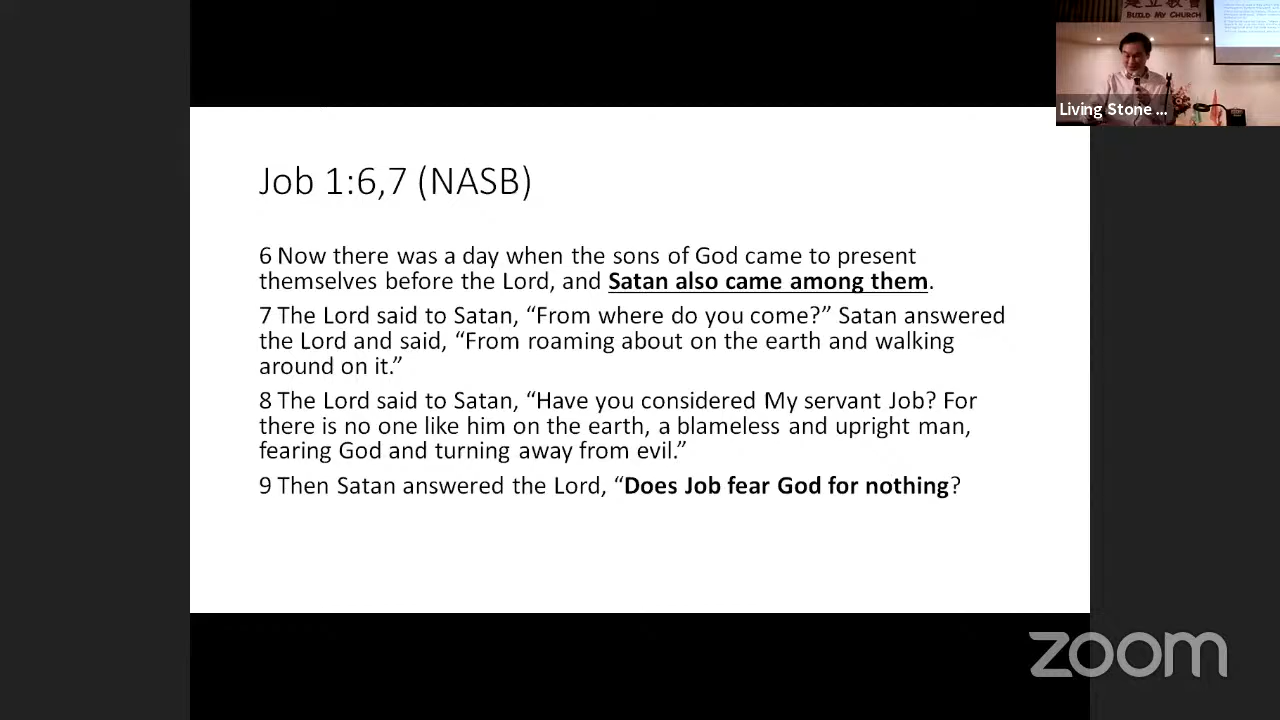 建立教會
BUILD MY CHURCH
Living Stone ...
Job 1:6,7 (NASB)
6 Now there was a day when the sons of God came to present
themselves before the Lord, and Satan also came among them.
7 The Lord said to Satan, “From where do you come?” Satan answered
the Lord and said, “From roaming about on the earth and walking
around on it.”
8 The Lord said to Satan, “Have you considered My servant Job? For
there is no one like him on the earth, a blameless and upright man,
fearing God and turning away from evil.”
9 Then Satan answered the Lord, “Does Job fear God for nothing?
zoom